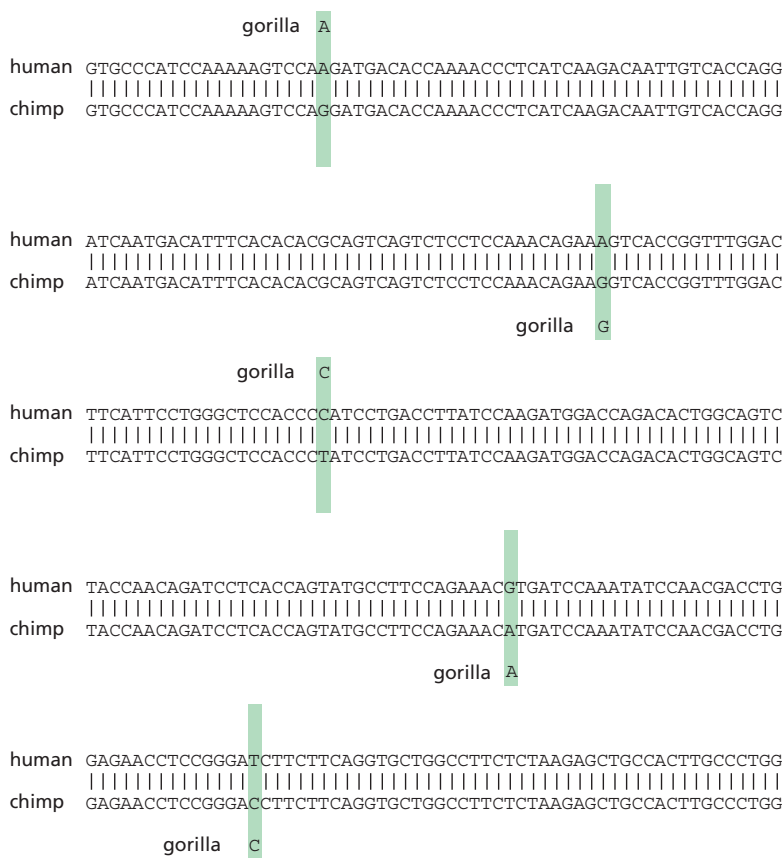 gorilla A
human GTGCCCATCCAAAAAGTCCAAGATGACACCAAAACCCTCATCAAGACAATTGTCACCAGG
chimp GTGCCCATCCAAAAAGTCCAGGATGACACCAAAACCCTCATCAAGACAATTGTCACCAGG
human ATCAATGACATTTCACACACGCAGTCAGTCTCCTCCAAACAGAAAGTCACCGGTTTGGAC
chimp ATCAATGACATTTCACACACGCAGTCAGTCTCCTCCAAACAGAAGGTCACCGGTTTGGAC
gorilla G
gorilla C
human TTCATTCCTGGGCTCCACCCCATCCTGACCTTATCCAAGATGGACCAGACACTGGCAGTC
chimp TTCATTCCTGGGCTCCACCCTATCCTGACCTTATCCAAGATGGACCAGACACTGGCAGTC
human TACCAACAGATCCTCACCAGTATGCCTTCCAGAAACGTGATCCAAATATCCAACGACCTG
chimp TACCAACAGATCCTCACCAGTATGCCTTCCAGAAACATGATCCAAATATCCAACGACCTG
gorilla A
human GAGAACCTCCGGGATCTTCTTCAGGTGCTGGCCTTCTCTAAGAGCTGCCACTTGCCCTGG
chimp GAGAACCTCCGGGACCTTCTTCAGGTGCTGGCCTTCTCTAAGAGCTGCCACTTGCCCTGG
gorilla C